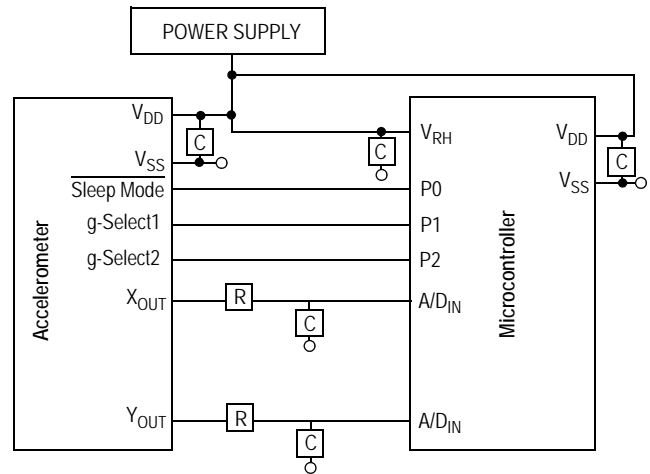 POWER SUPPLY
Accelerometer
V_DD
C
V_SS
Sleep Mode
g-Select1
g-Select2
X_OUT
R
C
Y_OUT
R
C
C
V_RH
P0
P1
P2
A/D_IN
A/D_IN
Microcontroller
V_DD
C
V_SS